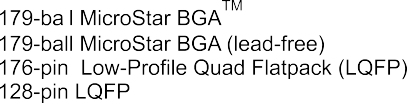 179-ba l MicroStar BGA™
179-ball MicroStar BGA (lead-free)
176-pin Low-Profile Quad Flatpack (LQFP)
128-pin LQFP